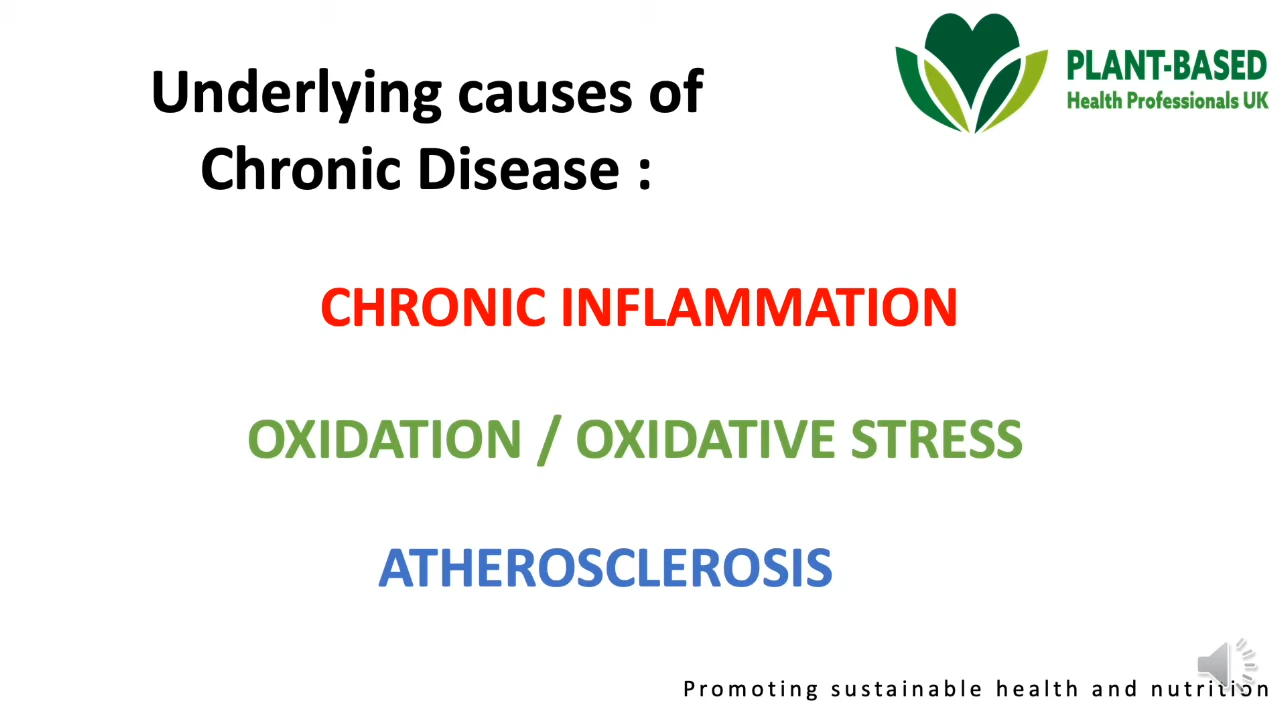 Underlying causes of
Chronic Disease :
PLANT-BASED
Health Professionals UK
CHRONIC INFLAMMATION
OXIDATION / OXIDATIVE STRESS
ATHEROSCLEROSIS
Promoting sustainable health and nutrition